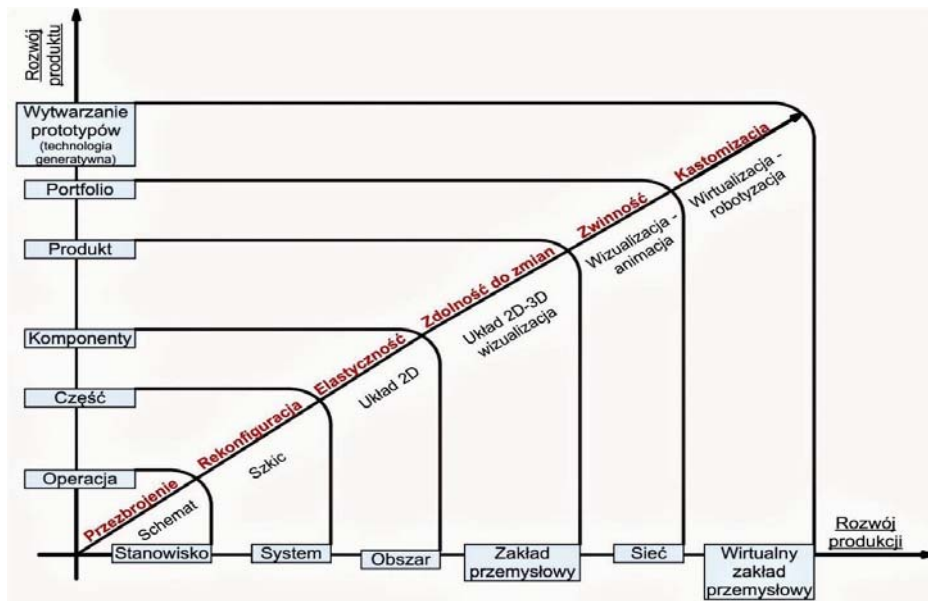 Rozwój
produktu
Wytwarzanie
prototypów
(technologia
generatywna)
Portfolio
Produkt
Komponenty
Część
Operacja
Przezbrojenie
Rekonfiguracja
Elastyczność
Zdolność do zmian
Zwinność
Kastomizacja
Schemat
Szkic
Układ 2D
Układ 2D-3D
wizualizacja
Wizualizacja -
animacja
Wirtualizacja -
robotyzacja
Stanowisko
System
Obszar
Zakład
przemysłowy
Sieć
Wirtualny
zakład
przemysłowy
Rozwój
produkcji